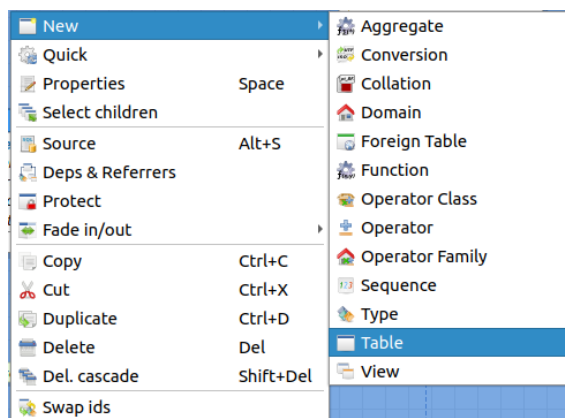 New
Quick
Properties Space
Select children
Source Alt+S
Deps & Referrers
Protect
Fade in/out
Copy Ctrl+C
Cut Ctrl+X
Duplicate Ctrl+D
Delete Del
Del. cascade Shift+Del
Swap ids
Aggregate
Conversion
Collation
Domain
Foreign Table
Function
Operator Class
Operator
Operator Family
Sequence
Type
Table
View